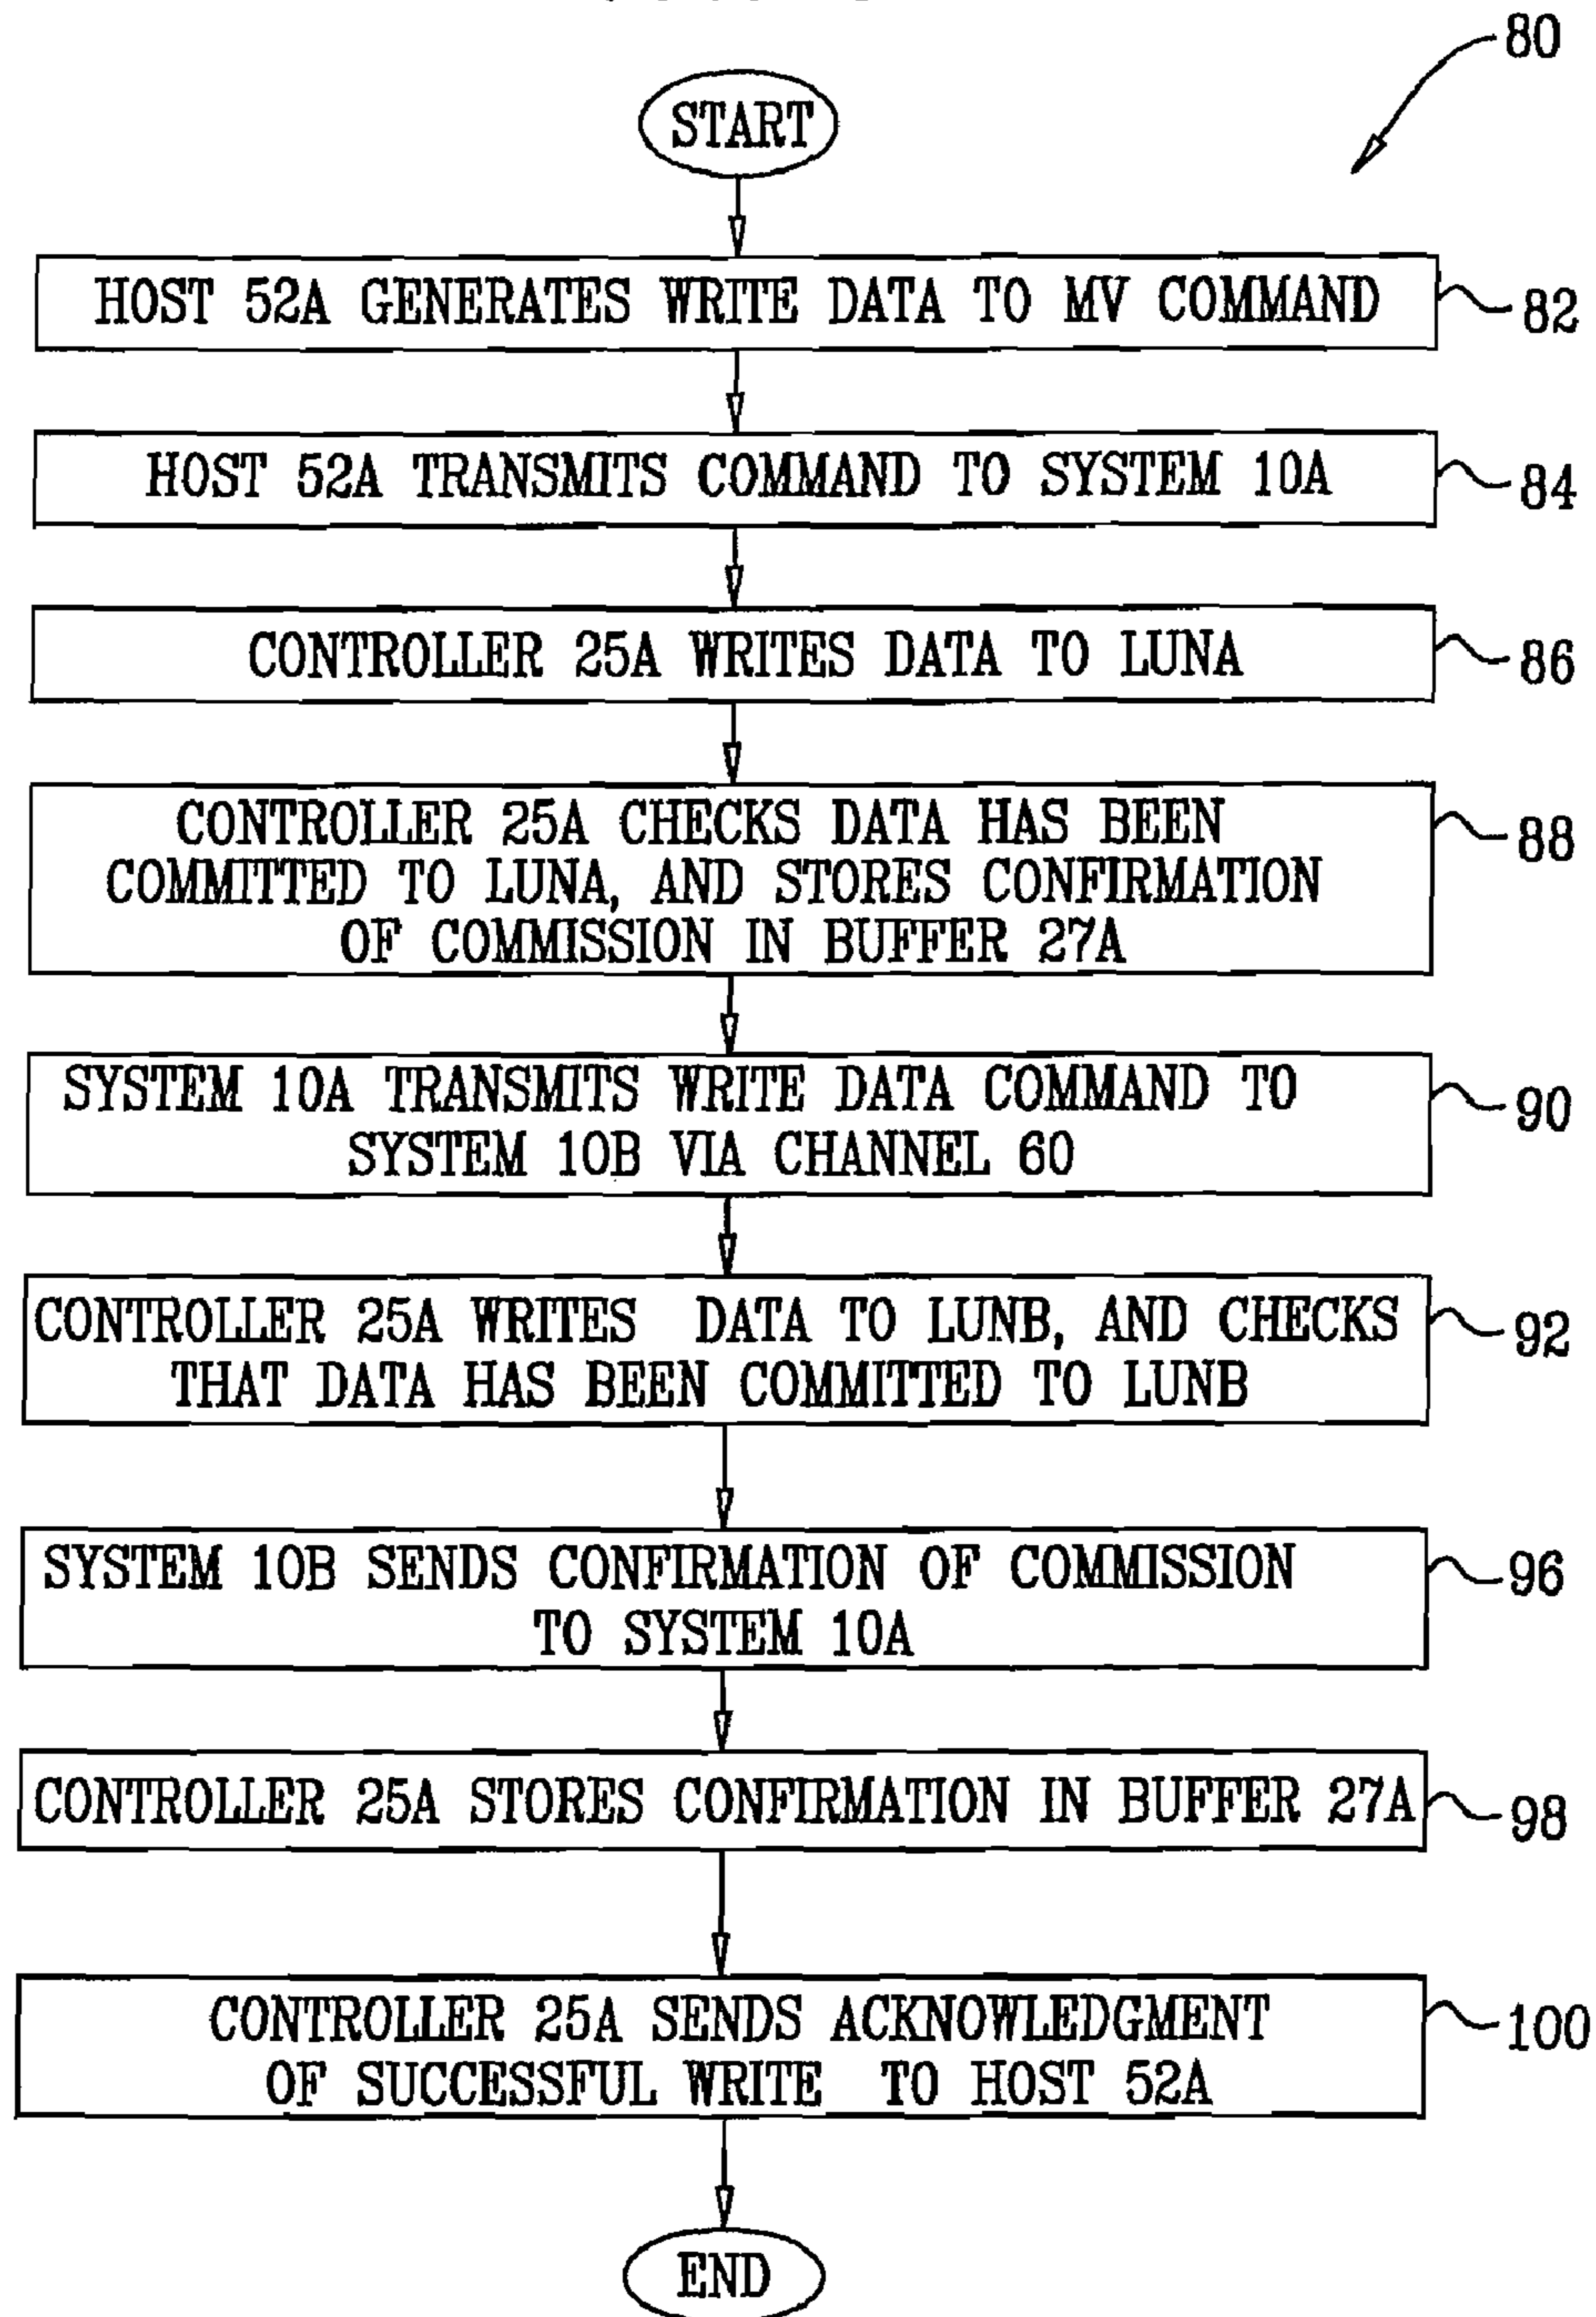 80
START
HOST 52A GENERATES WRITE DATA TO MV COMMAND
82
HOST 52A TRANSMITS COMMAND TO SYSTEM 10A
84
CONTROLLER 25A WRITES DATA TO LUNA
86
CONTROLLER 25A CHECKS DATA HAS BEEN
COMMITTED TO LUNA, AND STORES CONFIRMATION
OF COMMISSION IN BUFFER 27A
88
SYSTEM 10A TRANSMITS WRITE DATA COMMAND TO
SYSTEM 10B VIA CHANNEL 60
90
CONTROLLER 25A WRITES DATA TO LUNB, AND CHECKS
THAT DATA HAS BEEN COMMITTED TO LUNB
92
SYSTEM 10B SENDS CONFIRMATION OF COMMISSION
TO SYSTEM 10A
96
CONTROLLER 25A STORES CONFIRMATION IN BUFFER 27A
98
CONTROLLER 25A SENDS ACKNOWLEDGMENT
OF SUCCESSFUL WRITE TO HOST 52A
100
END